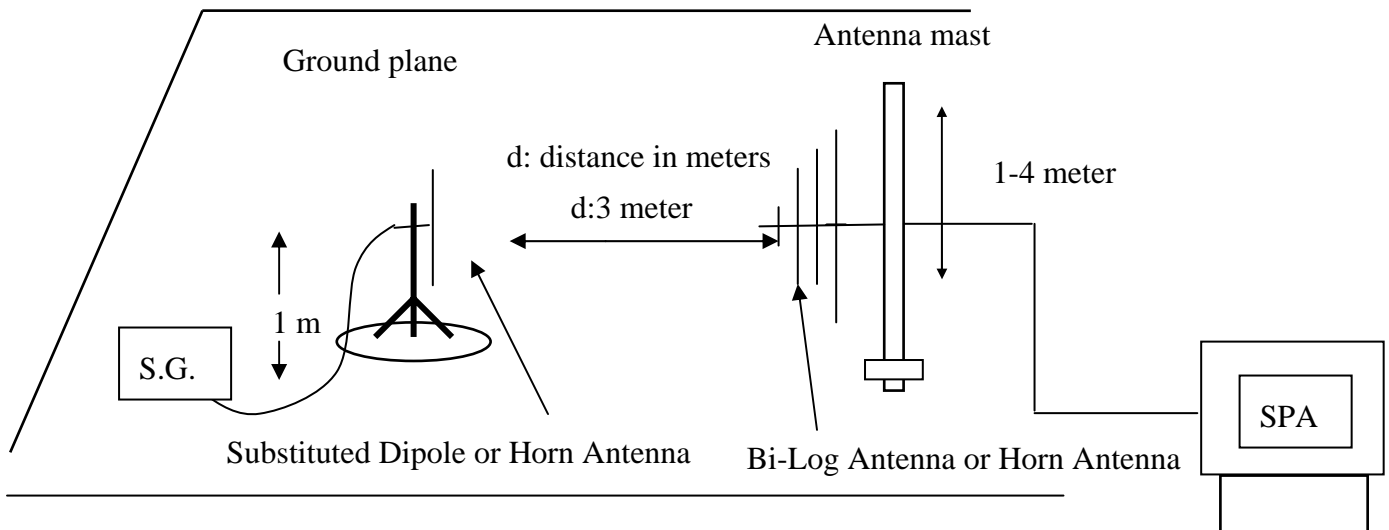 Antenna mast
Ground plane
d: distance in meters
d:3 meter
1-4 meter
1 m
S.G.
SPA
Substituted Dipole or Horn Antenna
Bi-Log Antenna or Horn Antenna